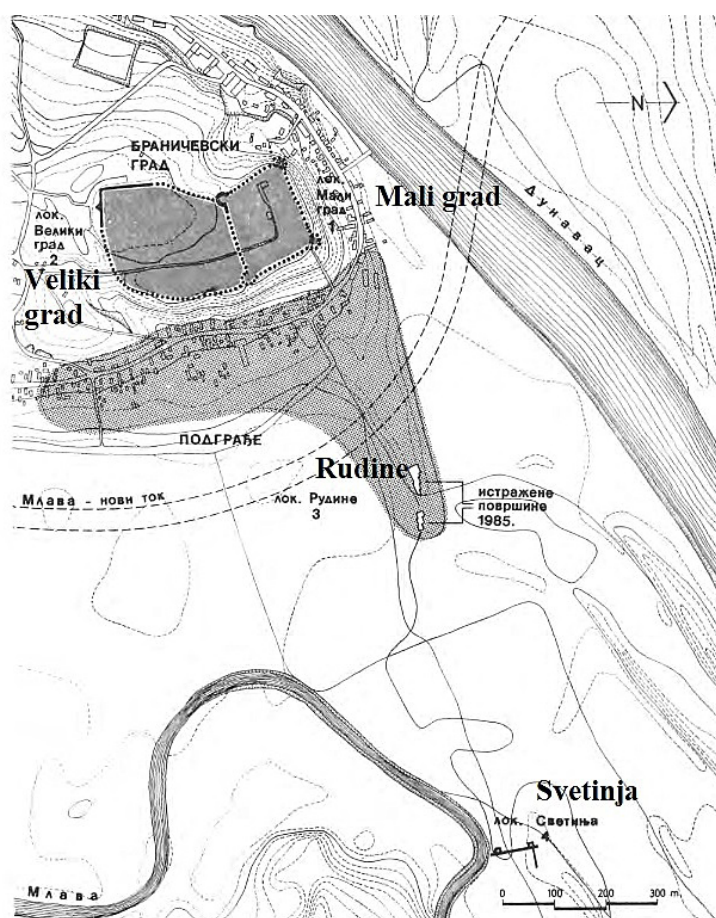 N
БРАНИЧЕВСКИ
ГРАД
лок.
Мали
град
1
Mali grad
Дунавац
лок.
Велики
град
2
Veliki
grad
ПОДГРАЂЕ
Rudine
Млава - нови ток
лок. Рудине
3
истражене
површине
1985.
Svetinja
лок. Светиња
4
Млава
0 100 200 300 m.